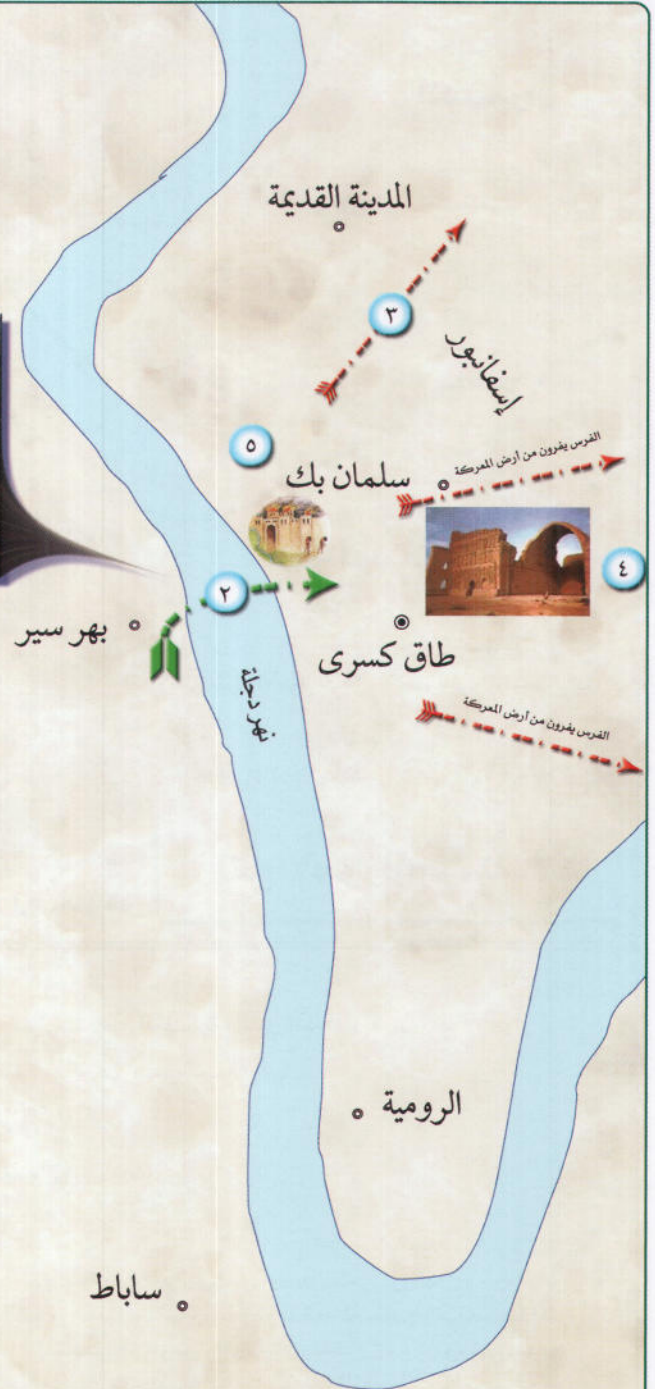 المدينة القديمة
٣
إسفانبور
٥
الفرس يفرون من أرض المعركة
سلمان بك
٤
٢
بهر سير
طاق كسرى
نهر دجلة
الفرس يفرون من أرض المعركة
الرومية
ساباط